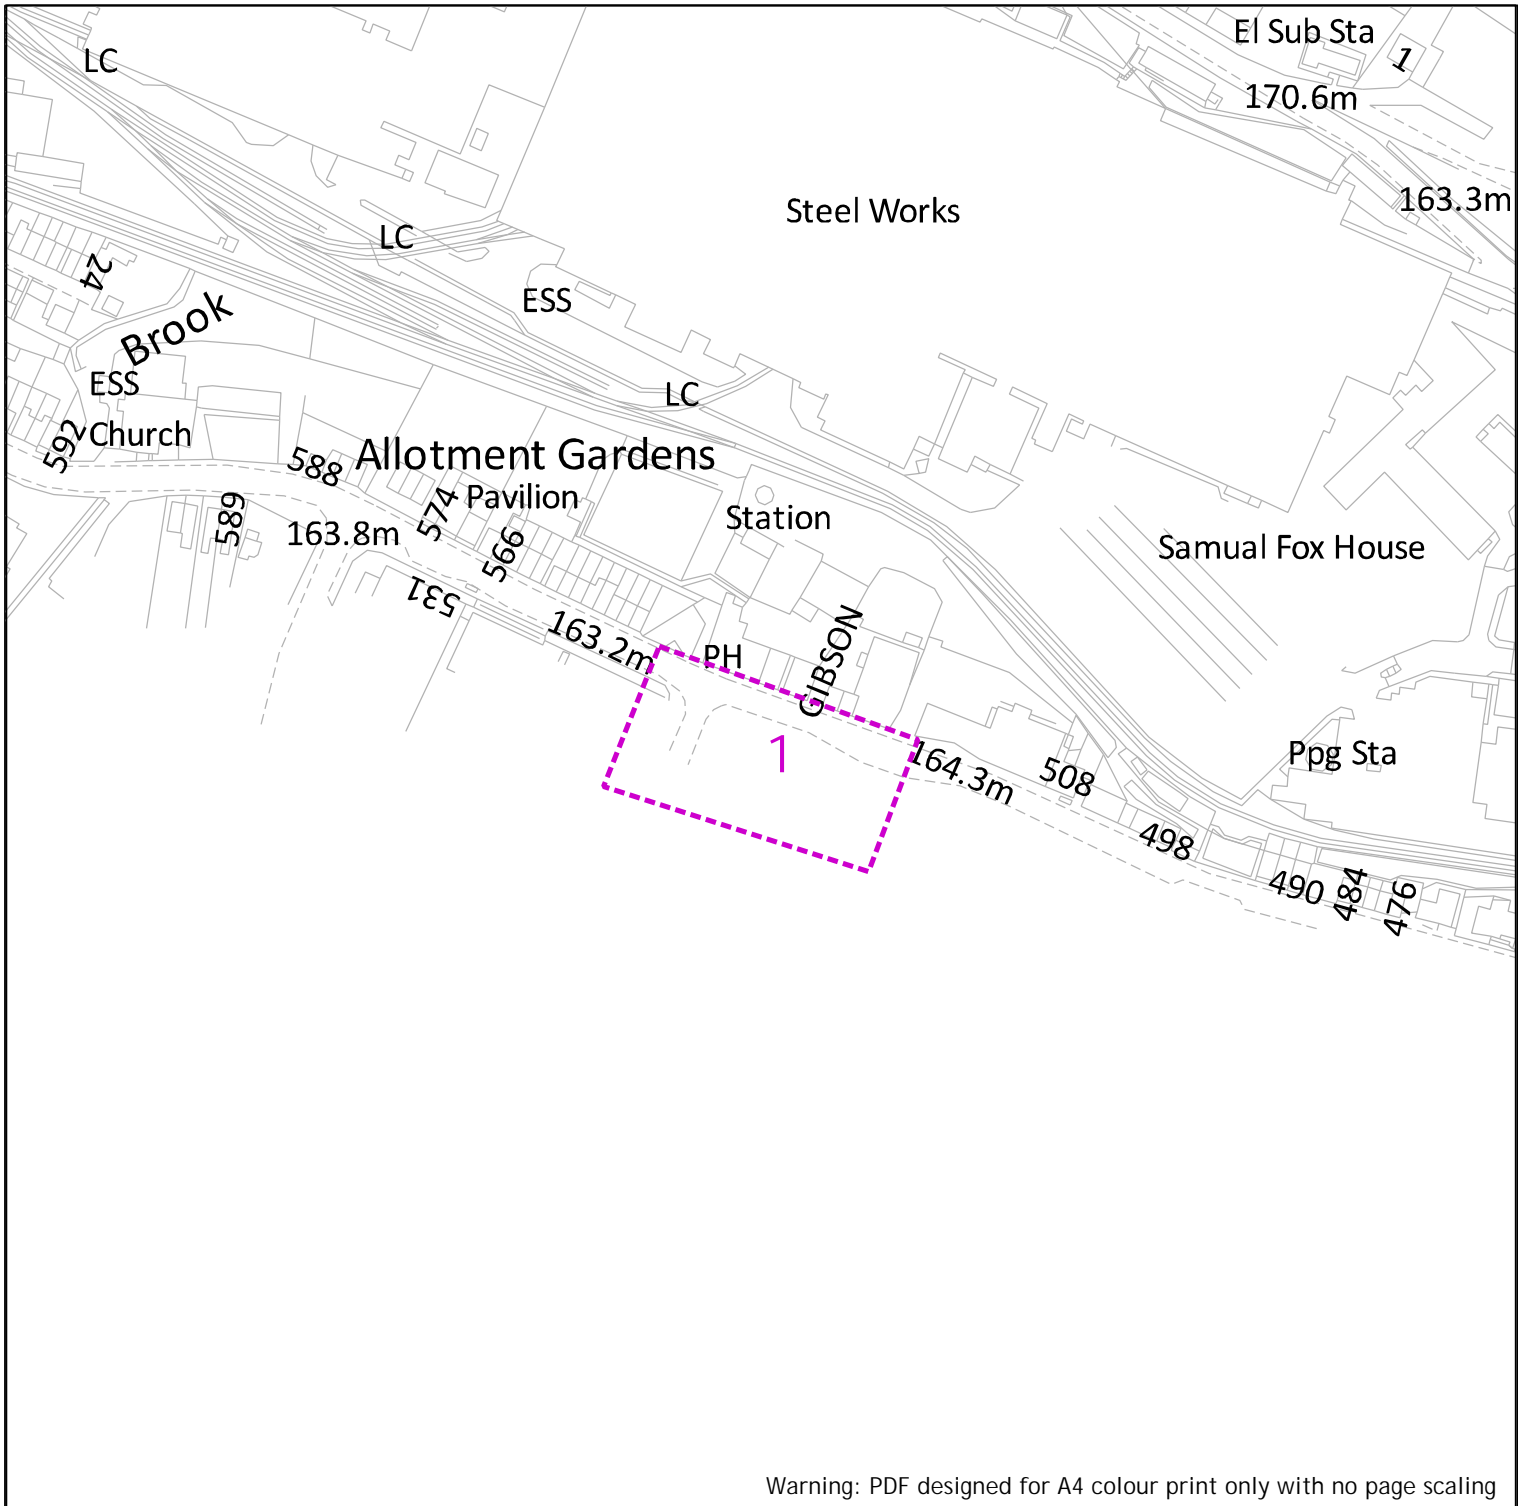 El Sub Sta
1
LC
170.6m
163.3m
Steel Works
LC
24
ESS
Brook
ESS
LC
Church
592
588
Allotment Gardens
Pavilion
574
589
163.8m
566
Station
Samual Fox House
531
163.2m
PH
GIBSON
1
164.3m
508
Ppg Sta
498
490
484
476
Warning: PDF designed for A4 colour print only with no page scaling